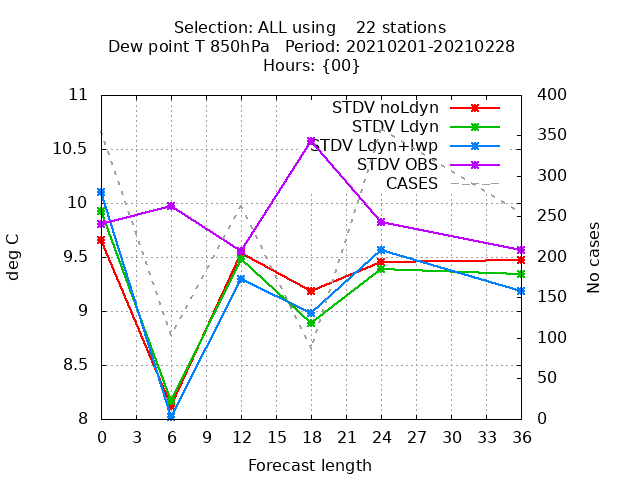 Selection: ALL using    22 stations
Dew point T 850hPa   Period: 20210201-20210228
Hours: {00}
11 400
STDV noLdyn
STDV Ldyn
350
10.5 STDV Ldyn+lwp
STDV OBS
300
CASES
10 250
9.5 200
deg C
No cases
150
9 100
8.5 50
8 0
0 3 6 9 12 15 18 21 24 27 30 33 36
Forecast length